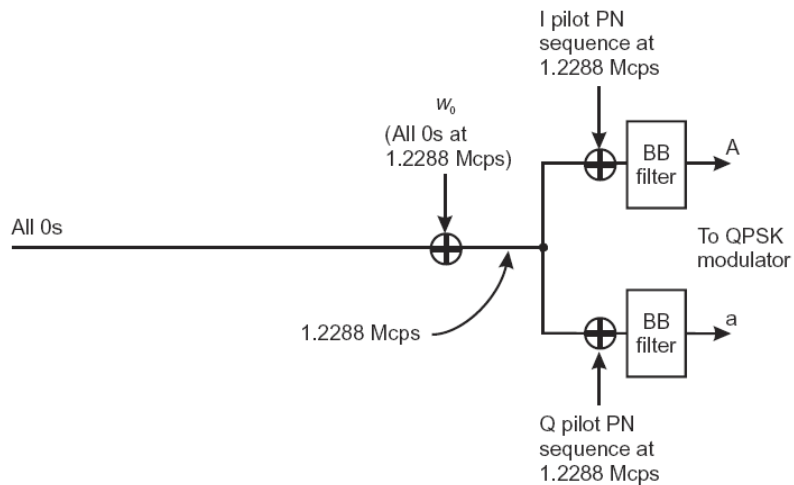 I pilot PN
sequence at
1.2288 Mcps
w₀
(All 0s at
1.2288 Mcps)
BB
filter
A
All 0s
To QPSK
modulator
1.2288 Mcps
BB
filter
a
Q pilot PN
sequence at
1.2288 Mcps